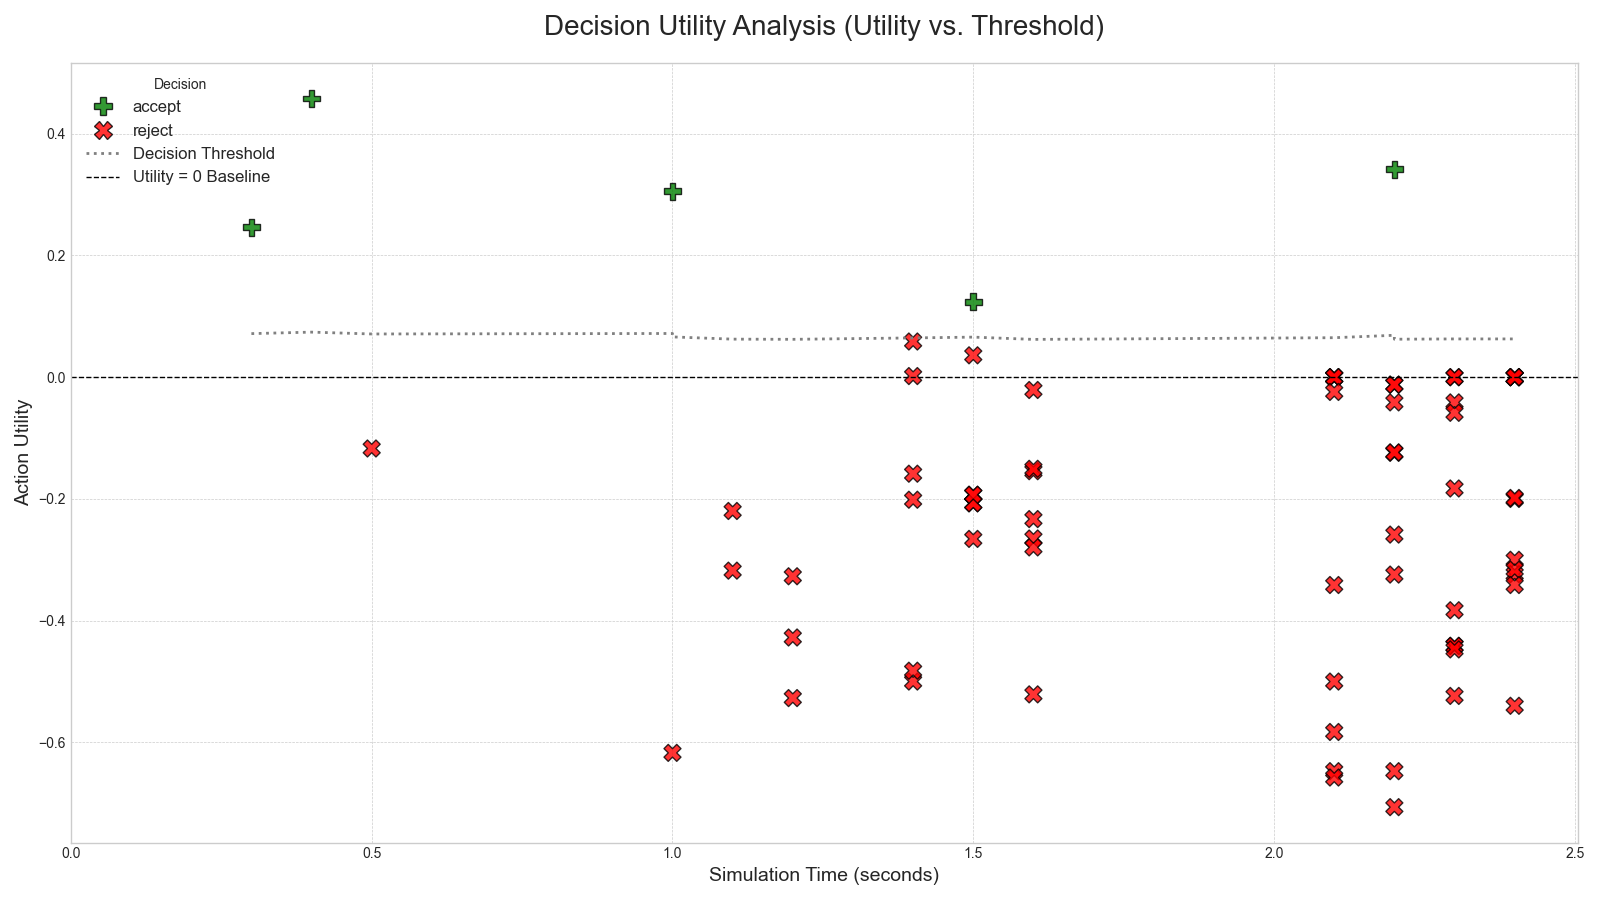 Decision Utility Analysis (Utility vs. Threshold)
Decision
accept
reject
Decision Threshold
Utility = 0 Baseline
Action Utility
0.4
0.2
0.0
−0.2
−0.4
−0.6
0.0 0.5 1.0 1.5 2.0 2.5
Simulation Time (seconds)